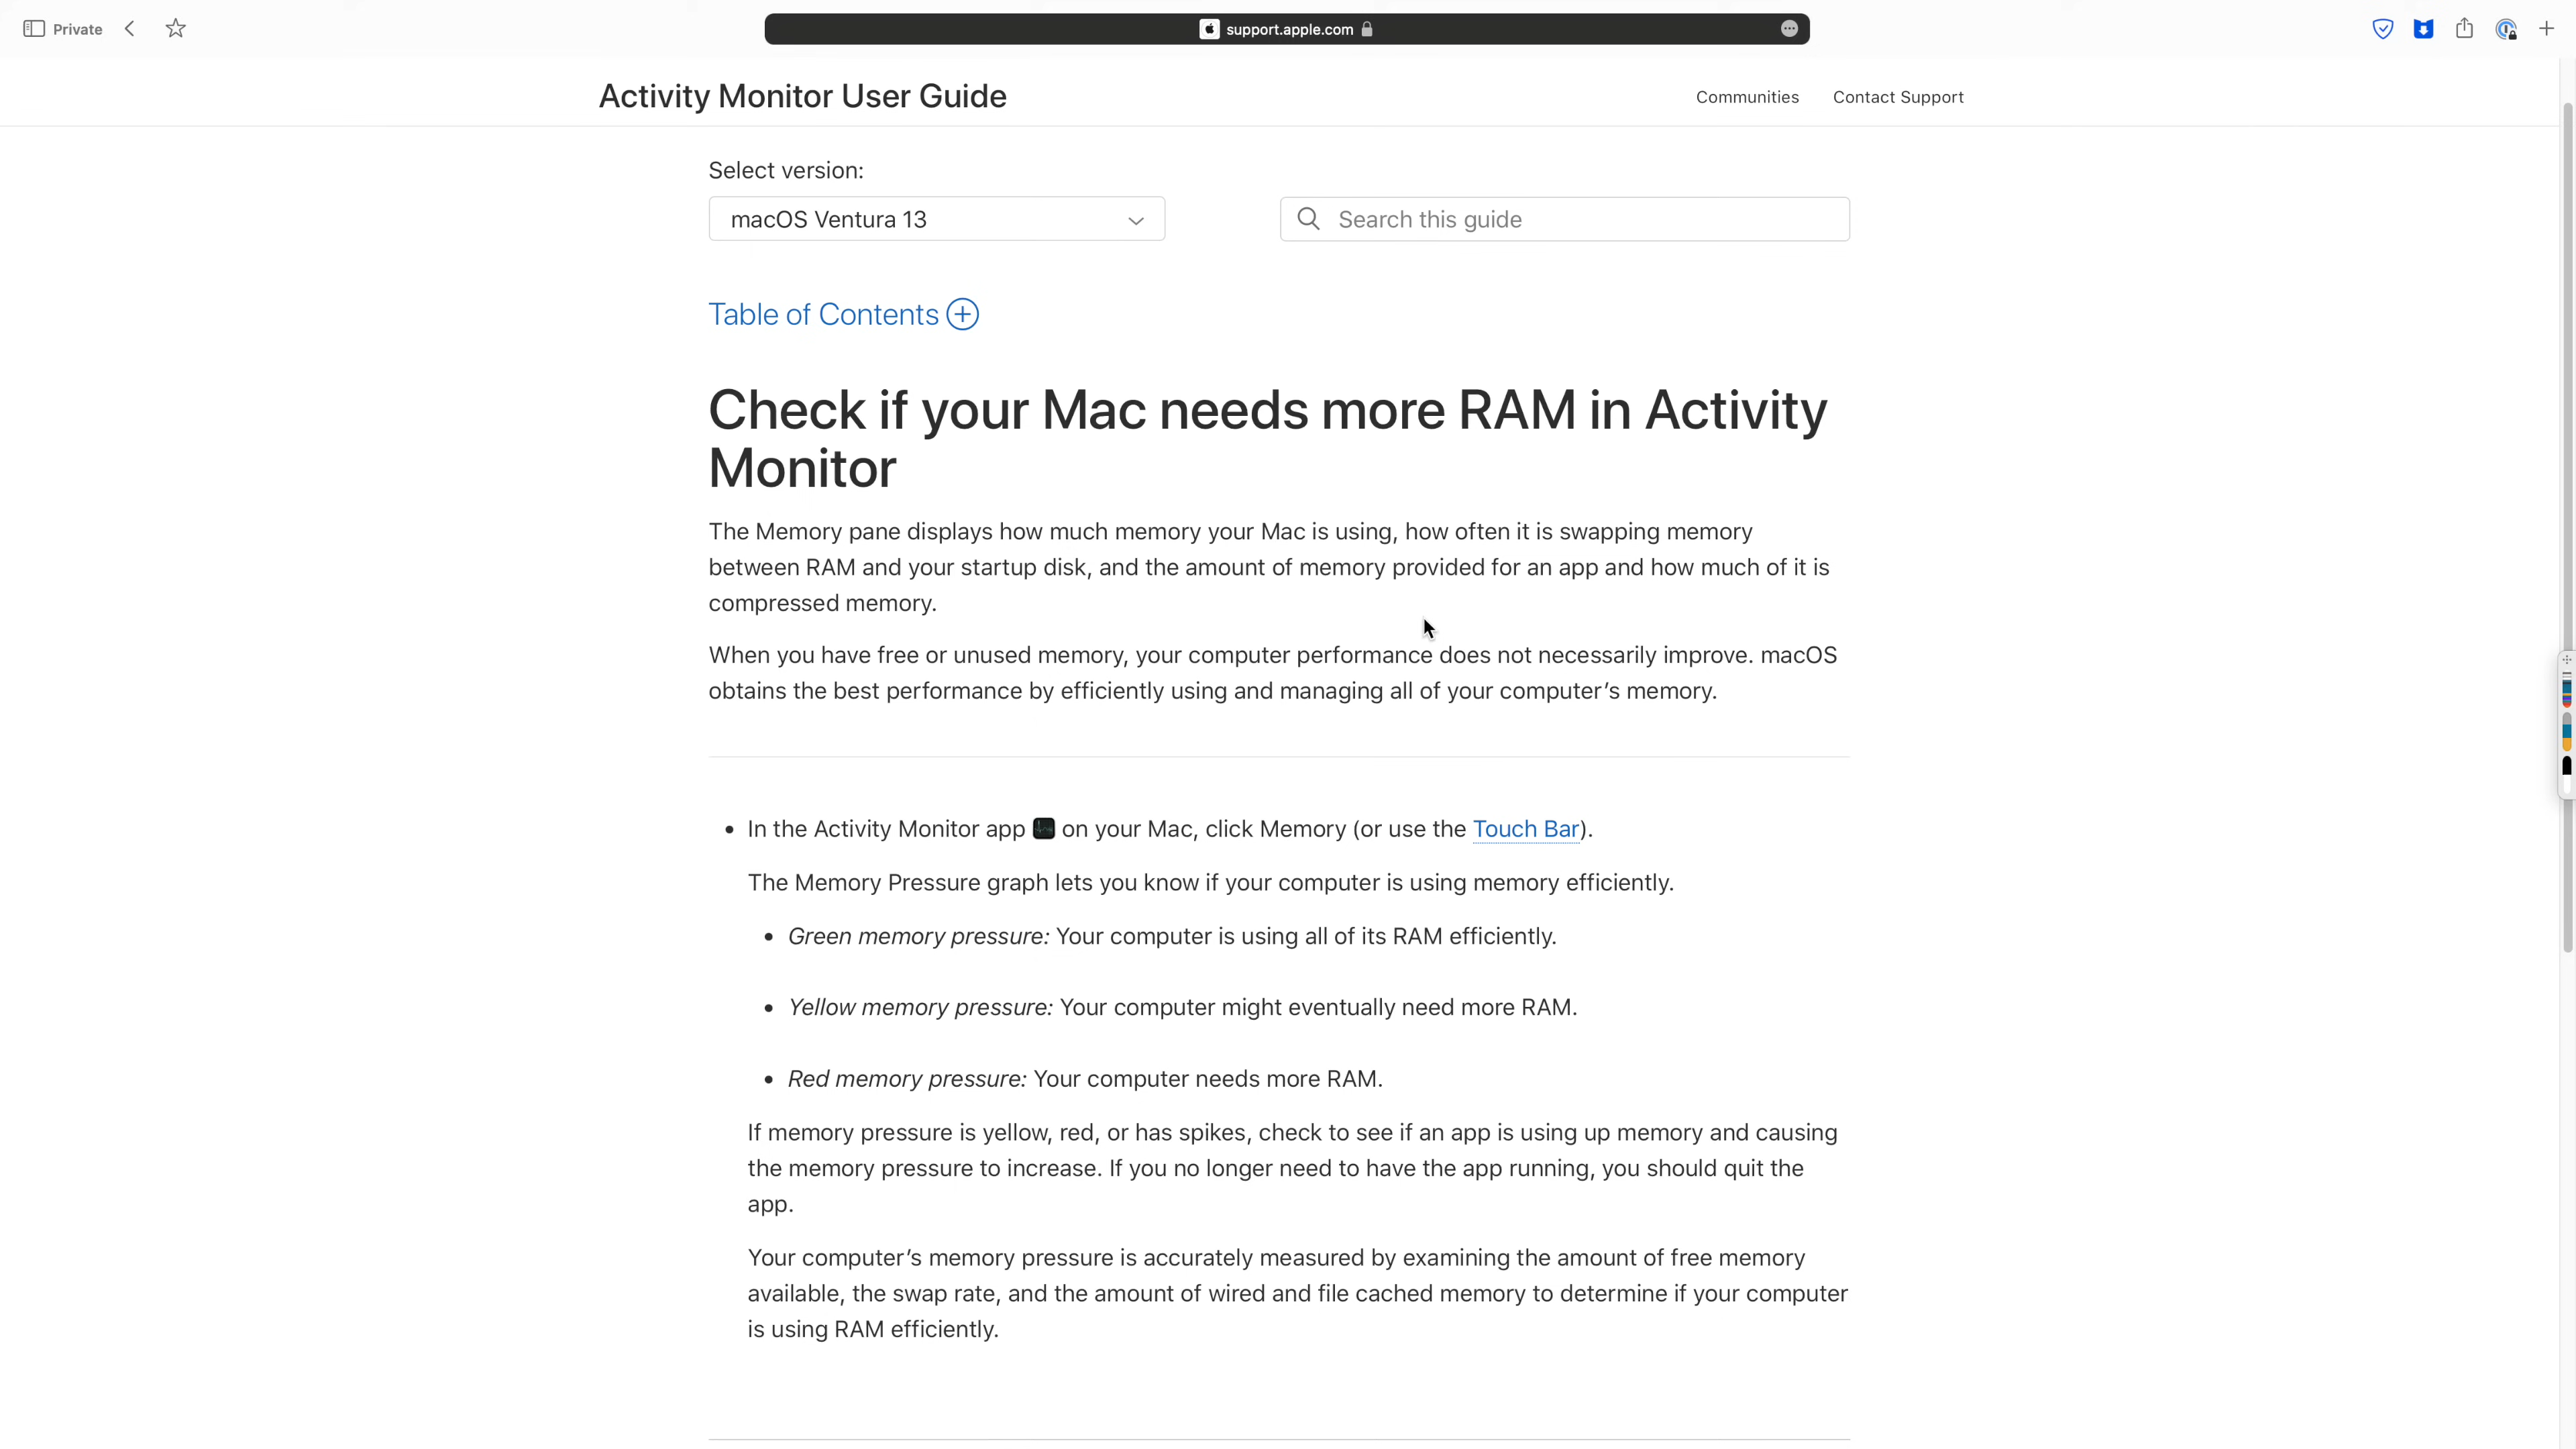 Private
support.apple.com
Activity Monitor User Guide
Communities
Contact Support
Select version:
macOS Ventura 13
Search this guide
Table of Contents
Check if your Mac needs more RAM in Activity
Monitor
The Memory pane displays how much memory your Mac is using, how often it is swapping memory
between RAM and your startup disk, and the amount of memory provided for an app and how much of it is
compressed memory.
When you have free or unused memory, your computer performance does not necessarily improve. macOS
obtains the best performance by efficiently using and managing all of your computer’s memory.
• In the Activity Monitor app on your Mac, click Memory (or use the Touch Bar).
The Memory Pressure graph lets you know if your computer is using memory efficiently.
• Green memory pressure: Your computer is using all of its RAM efficiently.
• Yellow memory pressure: Your computer might eventually need more RAM.
• Red memory pressure: Your computer needs more RAM.
If memory pressure is yellow, red, or has spikes, check to see if an app is using up memory and causing
the memory pressure to increase. If you no longer need to have the app running, you should quit the
app.
Your computer’s memory pressure is accurately measured by examining the amount of free memory
available, the swap rate, and the amount of wired and file cached memory to determine if your computer
is using RAM efficiently.